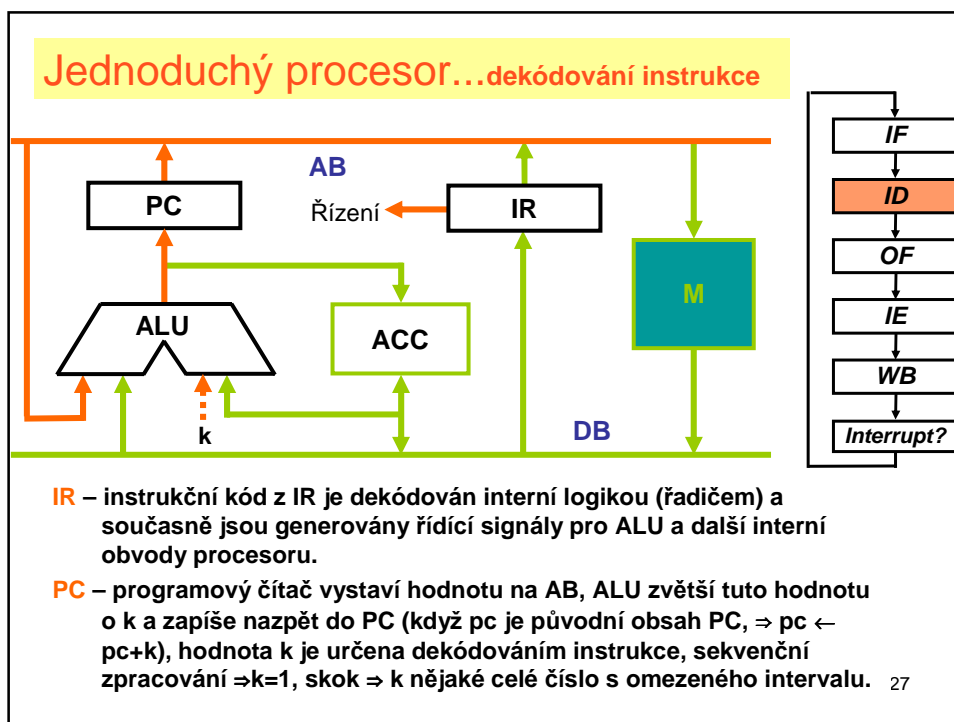 Jednoduchý procesor...dekódování instrukce
AB
PC
Řízení
IR
M
ALU
ACC
k
DB
IF
ID
OF
IE
WB
Interrupt?
IR – instrukční kód z IR je dekódován interní logikou (řadičem) a
současně jsou generovány řídící signály pro ALU a další interní
obvody procesoru.
PC – programový čítač vystaví hodnotu na AB, ALU zvětší tuto hodnotu
o k a zapíše nazpět do PC (když pc je původní obsah PC, ⇒ pc ←
pc+k), hodnota k je určena dekódováním instrukce, sekvenční
zpracování ⇒k=1, skok ⇒ k nějaké celé číslo s omezeného intervalu.
27